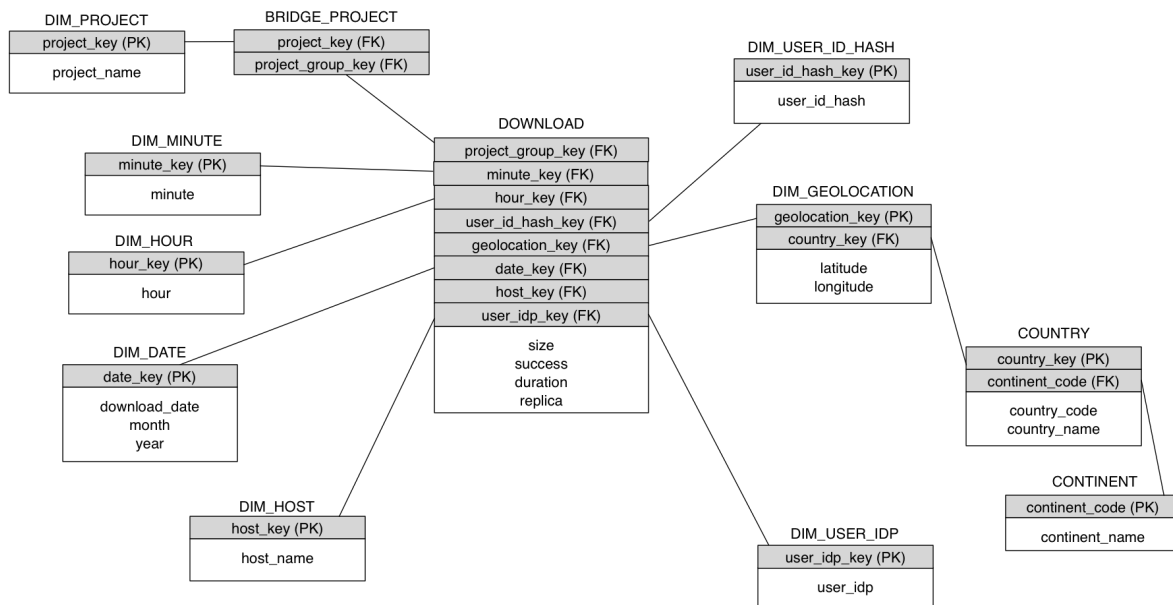 DIM_PROJECT
project_key (PK)
project_name
BRIDGE_PROJECT
project_key (FK)
project_group_key (FK)
DIM_USER_ID_HASH
user_id_hash_key (PK)
user_id_hash
DIM_MINUTE
minute_key (PK)
minute
DOWNLOAD
project_group_key (FK)
minute_key (FK)
hour_key (FK)
user_id_hash_key (FK)
geolocation_key (FK)
date_key (FK)
host_key (FK)
user_idp_key (FK)
size
success
duration
replica
DIM_GEOLOCATION
geolocation_key (PK)
country_key (FK)
latitude
longitude
DIM_HOUR
hour_key (PK)
hour
COUNTRY
country_key (PK)
continent_code (FK)
country_code
country_name
DIM_DATE
date_key (PK)
download_date
month
year
CONTINENT
continent_code (PK)
continent_name
DIM_HOST
host_key (PK)
host_name
DIM_USER_IDP
user_idp_key (PK)
user_idp